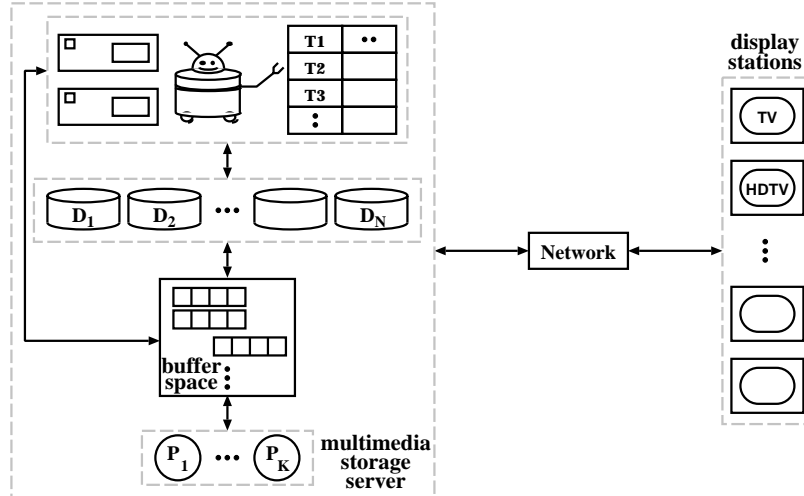 T1
T2
T3
D1
D2
DN
buffer
space
P1
PK
multimedia
storage
server
Network
display
stations
TV
HDTV